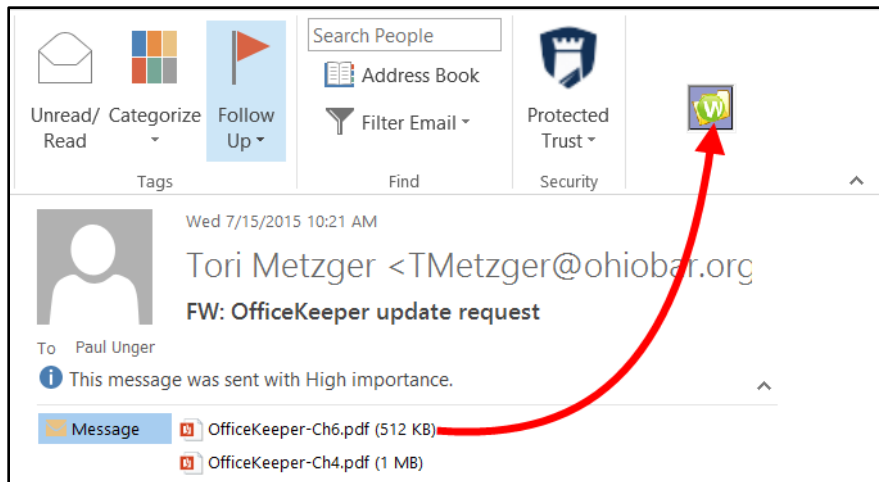 Search People
Address Book
Filter Email
Find
Unread/ Read
Categorize
Follow Up
Tags
Protected Trust
Security
W
Wed 7/15/2015 10:21 AM
Tori Metzger <TMetzger@ohiobar.org
FW: OfficeKeeper update request
To Paul Unger
This message was sent with High importance.
Message
OfficeKeeper-Ch6.pdf (512 KB)
OfficeKeeper-Ch4.pdf (1 MB)